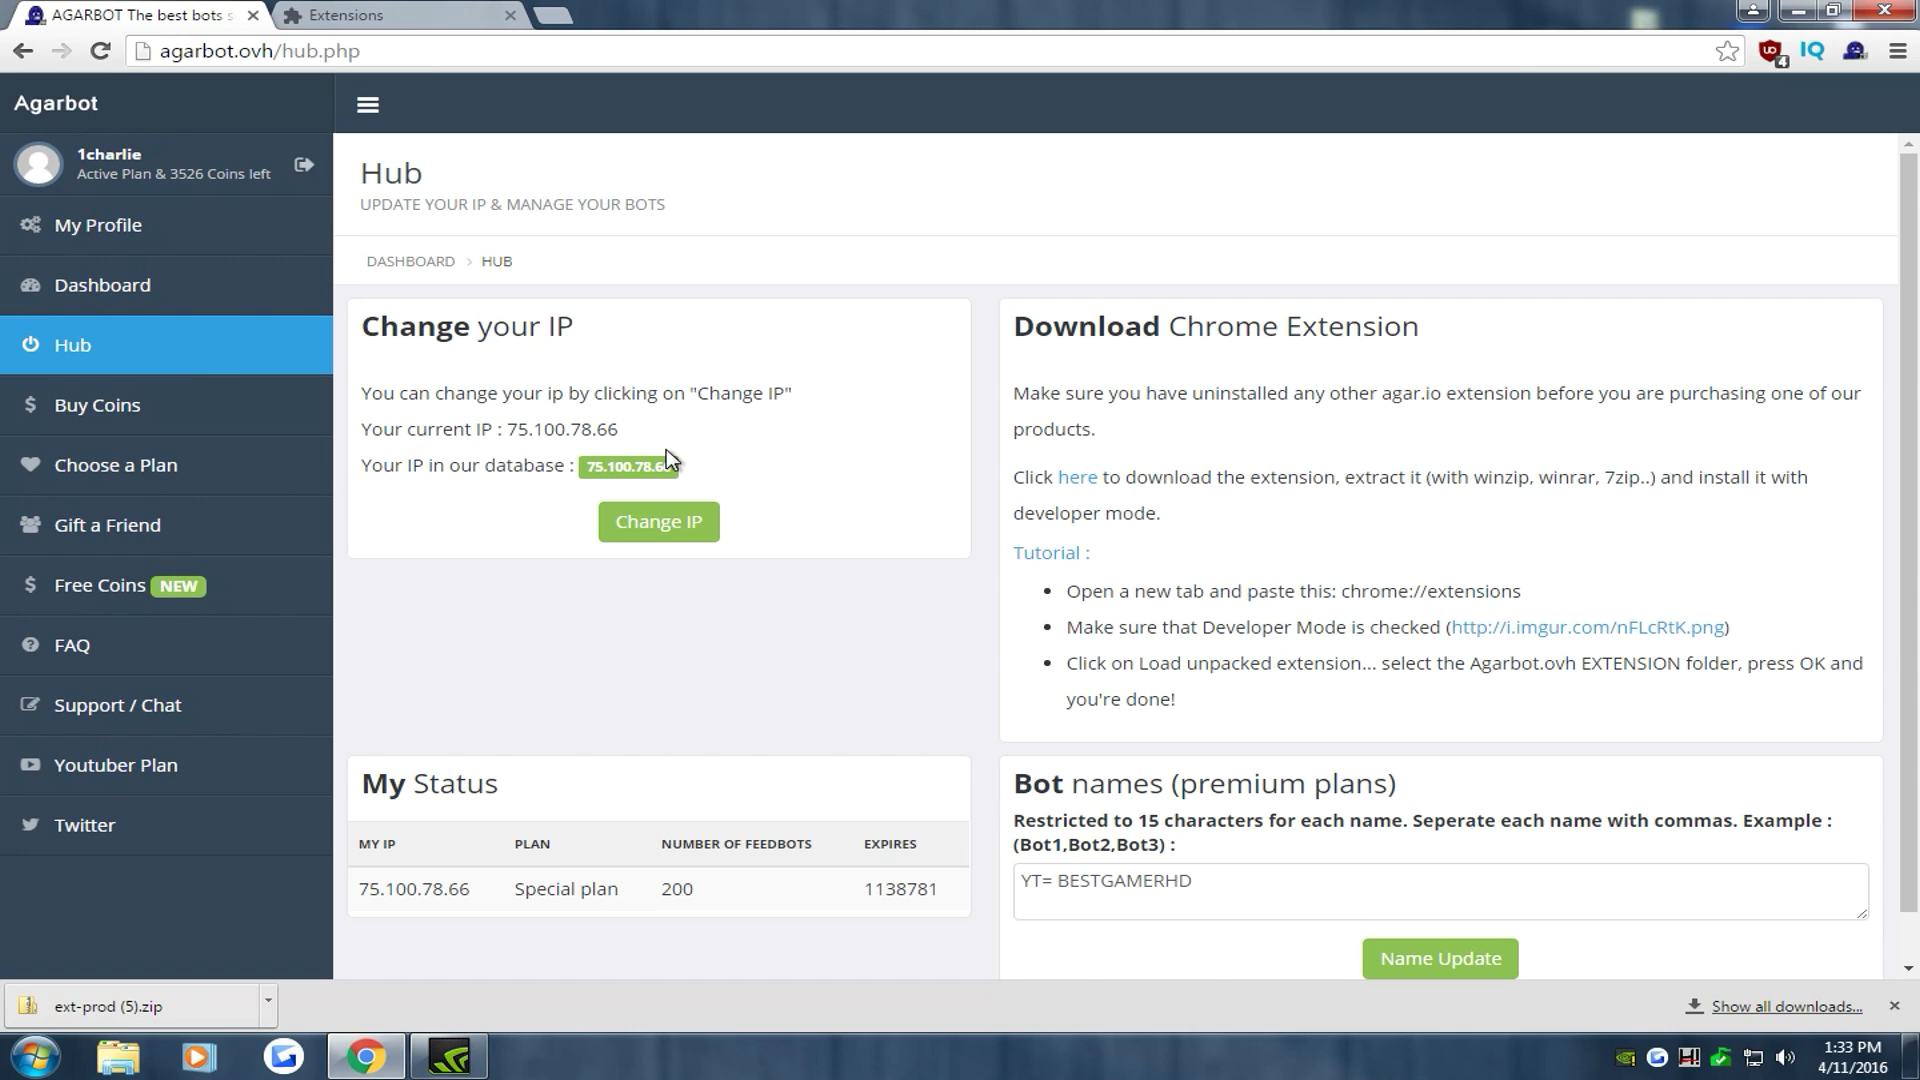 AGARBOT The best bots s
Extensions
agarbot.ovh/hub.php
UD
4
IQ
Agarbot
1charlie
Active Plan & 3526 Coins left
My Profile
Dashboard
Hub
Buy Coins
Choose a Plan
Gift a Friend
Free Coins NEW
FAQ
Support / Chat
Youtuber Plan
Twitter
Hub
UPDATE YOUR IP & MANAGE YOUR BOTS
DASHBOARD > HUB
Change your IP
You can change your ip by clicking on "Change IP"
Your current IP : 75.100.78.66
Your IP in our database : 75.100.78.66
Change IP
Download Chrome Extension
Make sure you have uninstalled any other agar.io extension before you are purchasing one of our
products.
Click here to download the extension, extract it (with winzip, winrar, 7zip..) and install it with
developer mode.
Tutorial :
• Open a new tab and paste this: chrome://extensions
• Make sure that Developer Mode is checked (http://i.imgur.com/nFLcRtK.png)
• Click on Load unpacked extension... select the Agarbot.ovh EXTENSION folder, press OK and
you're done!
My Status
MY IP PLAN NUMBER OF FEEDBOTS EXPIRES
75.100.78.66 Special plan 200 1138781
Bot names (premium plans)
Restricted to 15 characters for each name. Seperate each name with commas. Example :
(Bot1,Bot2,Bot3) :
YT= BESTGAMERHD
Name Update
ext-prod (5).zip
Show all downloads...
1:33 PM
4/11/2016